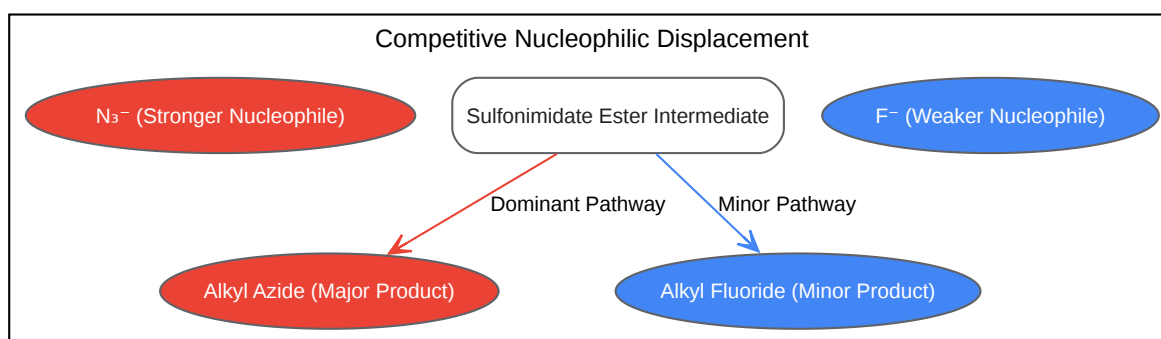 Competitive Nucleophilic Displacement
N₃⁻ (Stronger Nucleophile)
Sulfonimidate Ester Intermediate
F⁻ (Weaker Nucleophile)
Dominant Pathway
Minor Pathway
Alkyl Azide (Major Product)
Alkyl Fluoride (Minor Product)